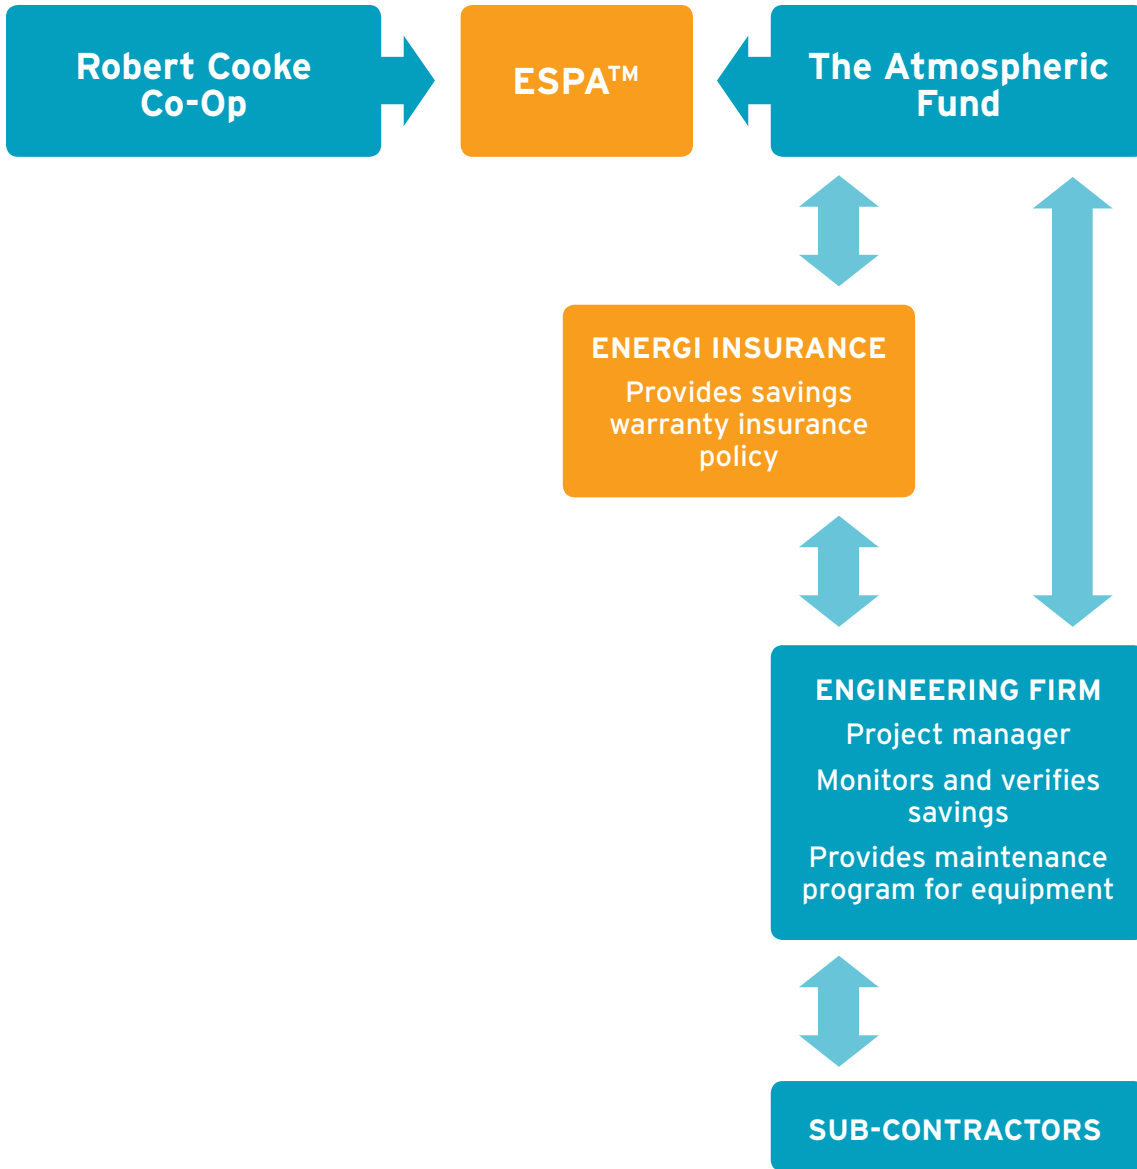 Robert Cooke
Co-Op
ESPA™
The Atmospheric
Fund
ENERGI INSURANCE
Provides savings
warranty insurance
policy
ENGINEERING FIRM
Project manager
Monitors and verifies
savings
Provides maintenance
program for equipment
SUB-CONTRACTORS